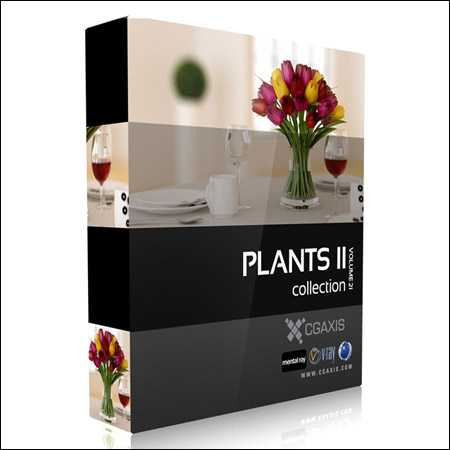 PLANTS II
VOLUME 21
collection
CGAXIS
mental ray
V·ray
WWW.CGAXIS.COM